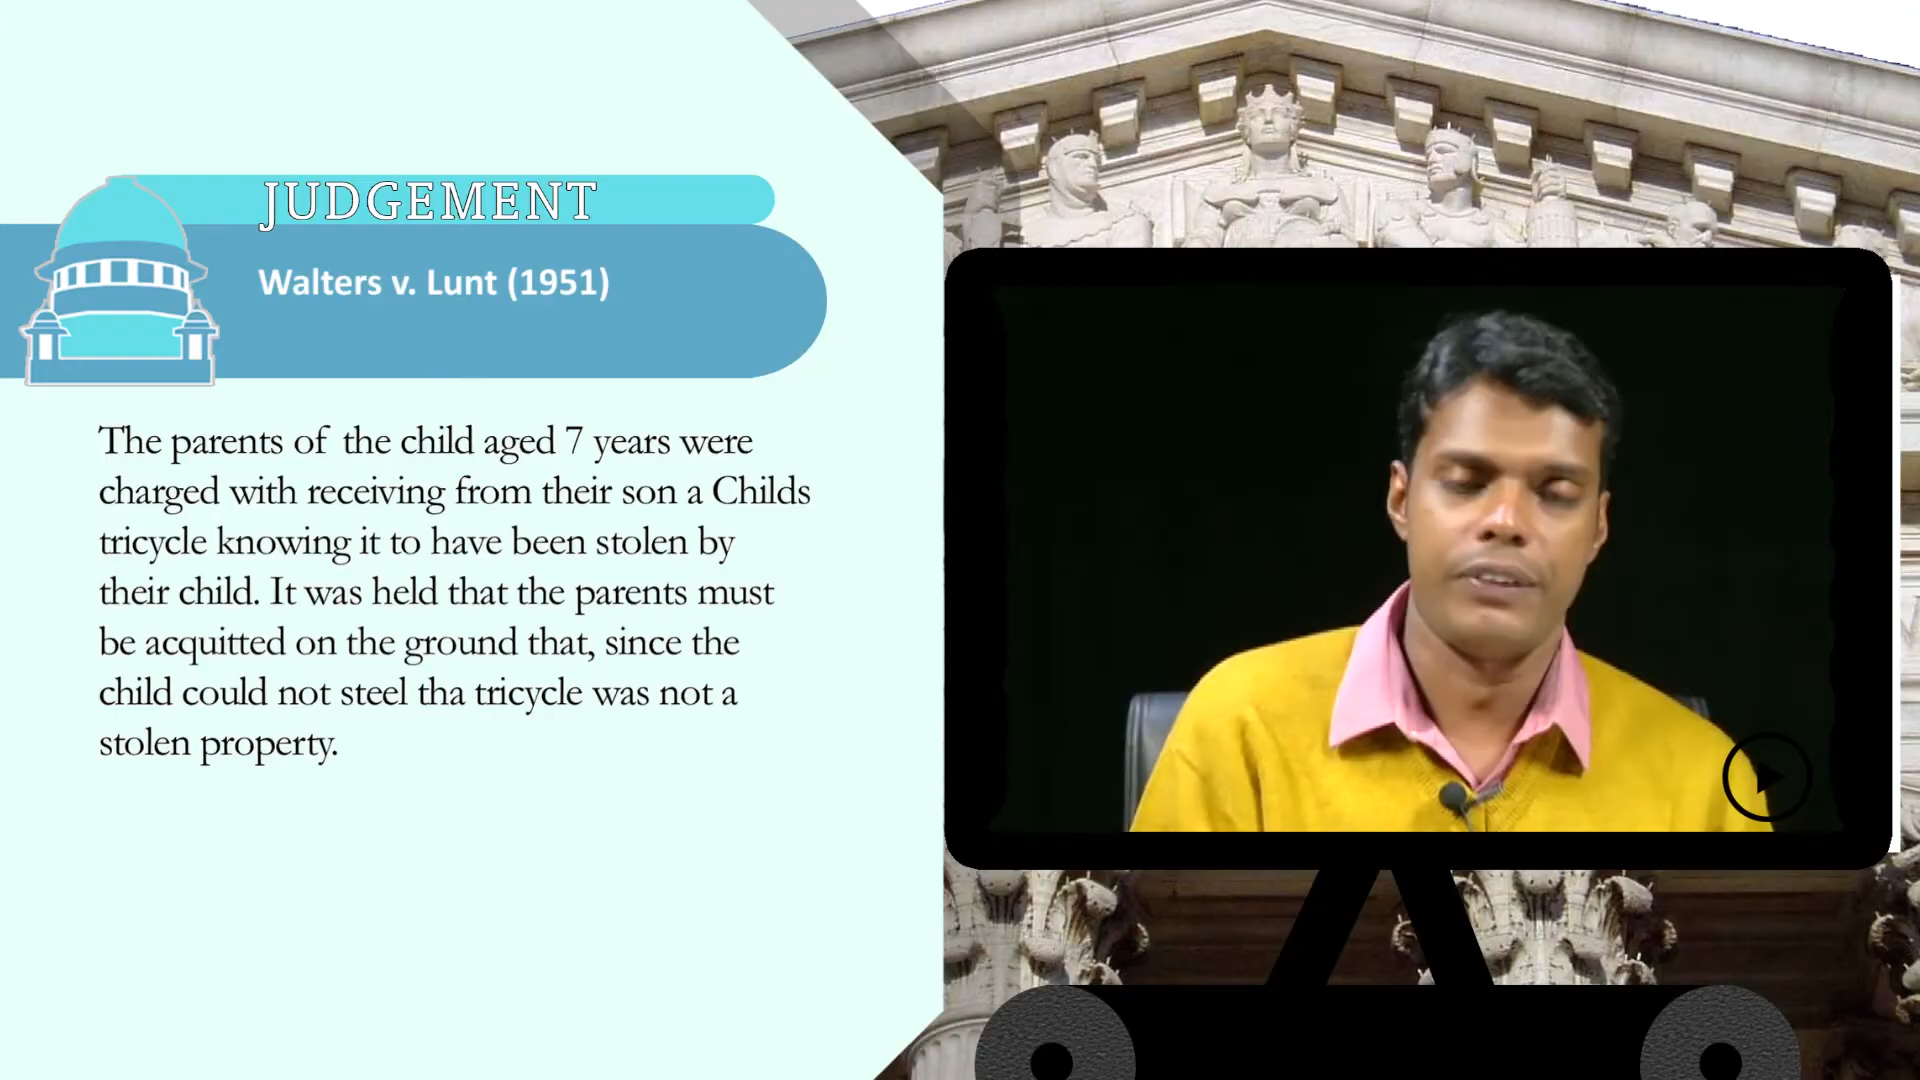 JUDGEMENT
Walters v. Lunt (1951)
The parents of the child aged 7 years were
charged with receiving from their son a Childs
tricycle knowing it to have been stolen by
their child. It was held that the parents must
be acquitted on the ground that, since the
child could not steel tha tricycle was not a
stolen property.